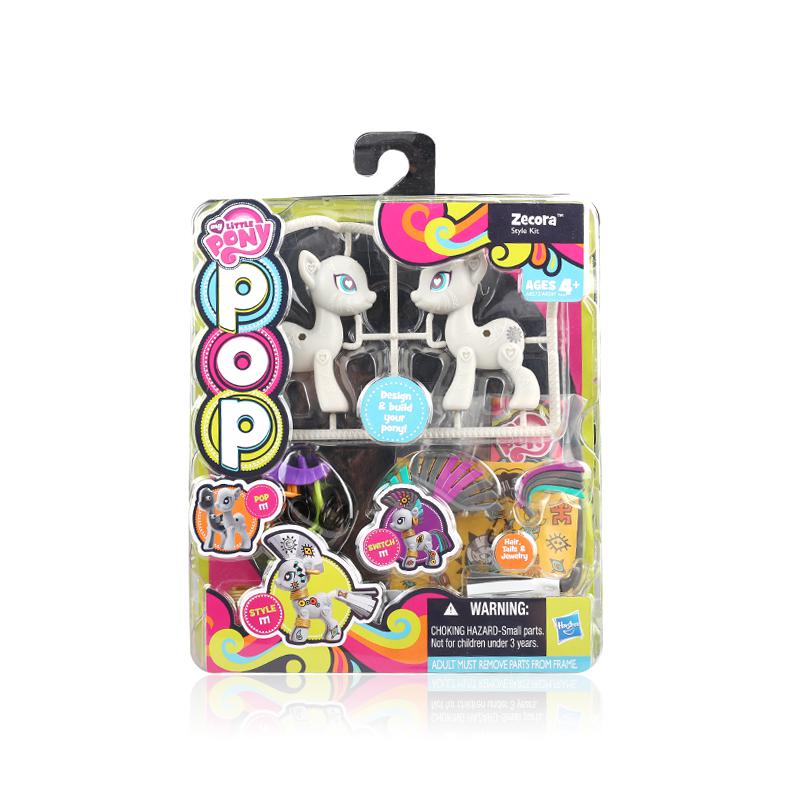 my LITTLE
PONY
POP
Zecora™
Style Kit
AGES 4+
Design
& build
your
pony!
POP
it!
SWITCH
it!
STYLE
it!
Hair,
Tails &
Jewelry
WARNING:
CHOKING HAZARD-Small parts.
Not for children under 3 years.
Hasbro
ADULT MUST REMOVE PARTS FROM FRAME.